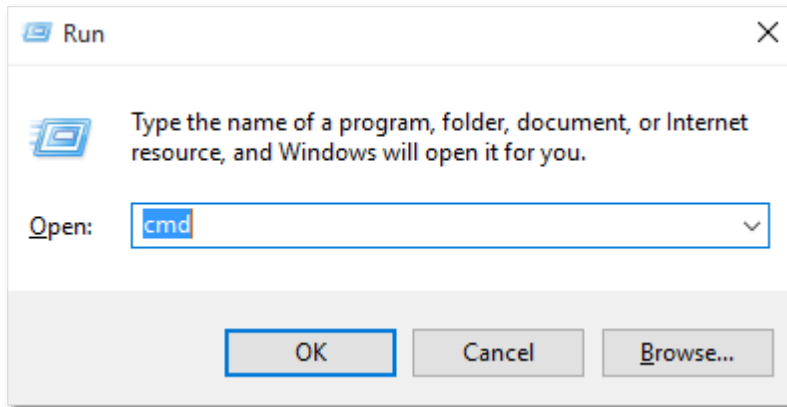 Run
Type the name of a program, folder, document, or Internet
resource, and Windows will open it for you.
Open: cmd
OK Cancel Browse...